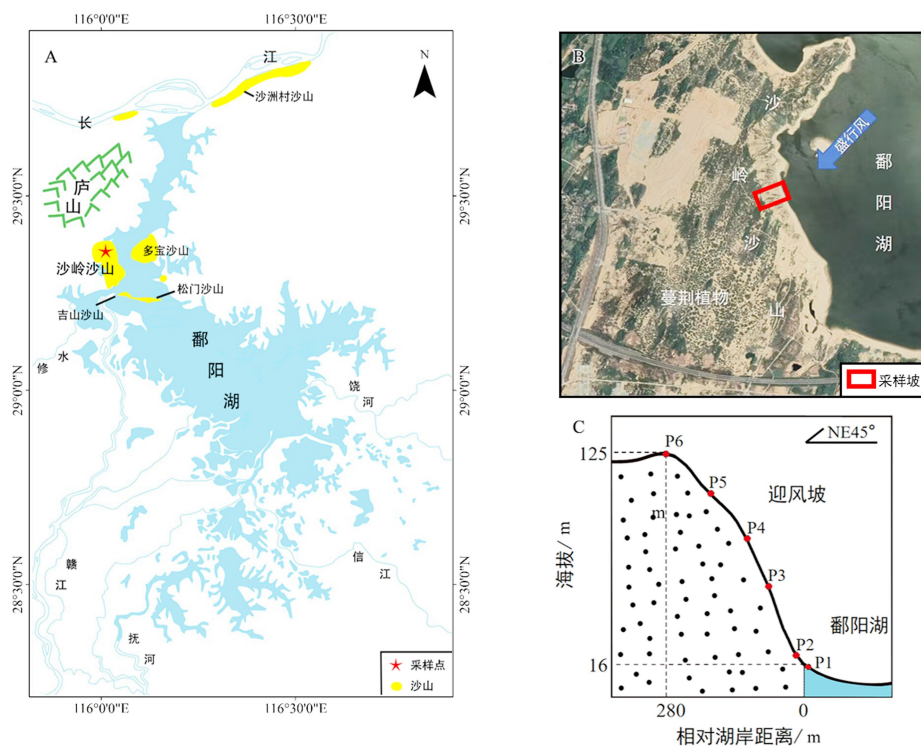 116°0′0″E
116°30′0″E
A
N
长
江
沙洲村沙山
庐山
29°30′0″N
29°30′0″N
多宝沙山
沙岭沙山
松门沙山
吉山沙山
鄱阳湖
修水
29°0′0″N
29°0′0″N
饶河
信江
赣江
28°30′0″N
28°30′0″N
抚河
采样点
沙山
116°0′0″E
116°30′0″E
B
沙岭沙山
盛行风
鄱阳湖
蔓荆植物
采样坡
C
NE45°
125
P6
P5
迎风坡
m
P4
海拔/m
P3
鄱阳湖
P2
P1
16
280
0
相对湖岸距离/m